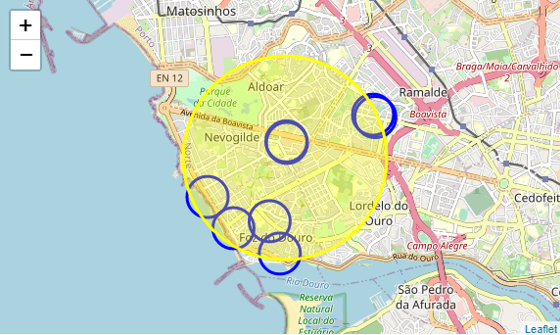 +
−
Matosinhos
Porto
EN 12
Aldoar
Parque
da Cidade
Avenida da Boavista
Nevogilde
Norte
Ramalde
Boavista
Braga/Maia/Carvalhido
2
3
Lordelo do
Ouro
Cedofeit
Foz do Douro
Campo Alegre
Rua do Ouro
Rio Douro
São Pedro
da Afurada
Reserva
Natural
Local do
Estuário
Leaflet